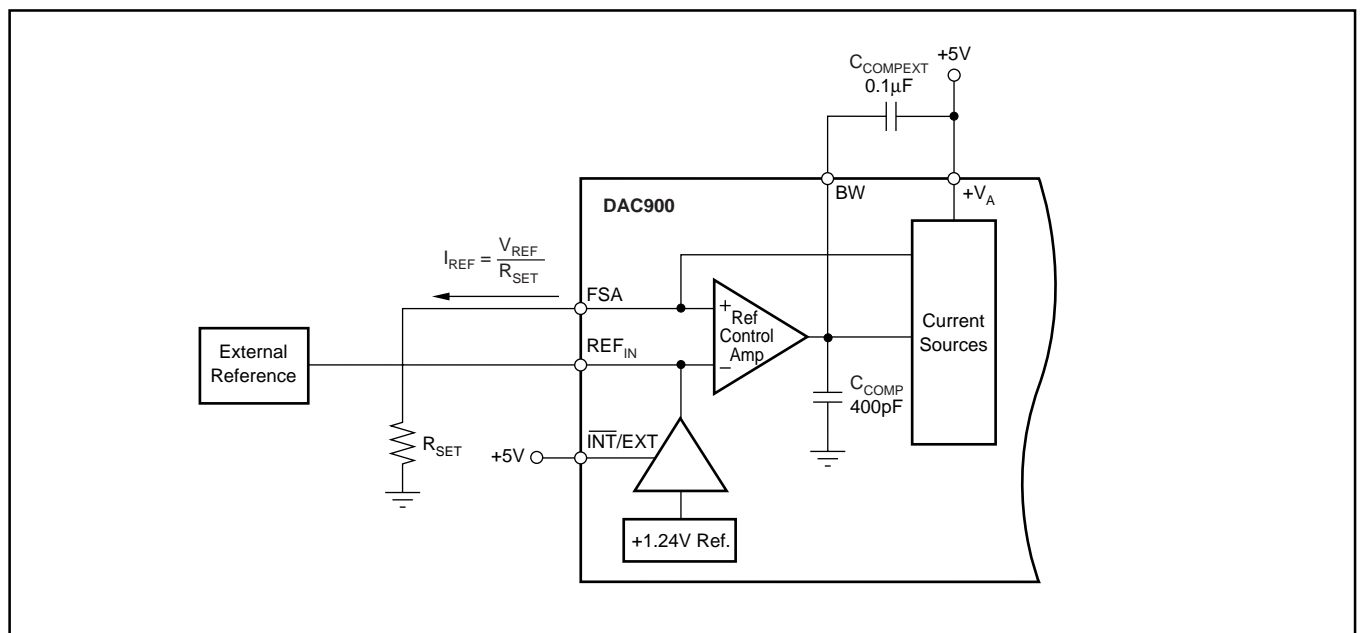 +5V
C_COMPEXT
0.1µF
BW
+V_A
DAC900
I_REF = V_REF / R_SET
FSA
+
Ref
Control
Amp
−
Current
Sources
External
Reference
REF_IN
C_COMP
400pF
R_SET
+5V
I̅N̅T̅/EXT
+1.24V Ref.